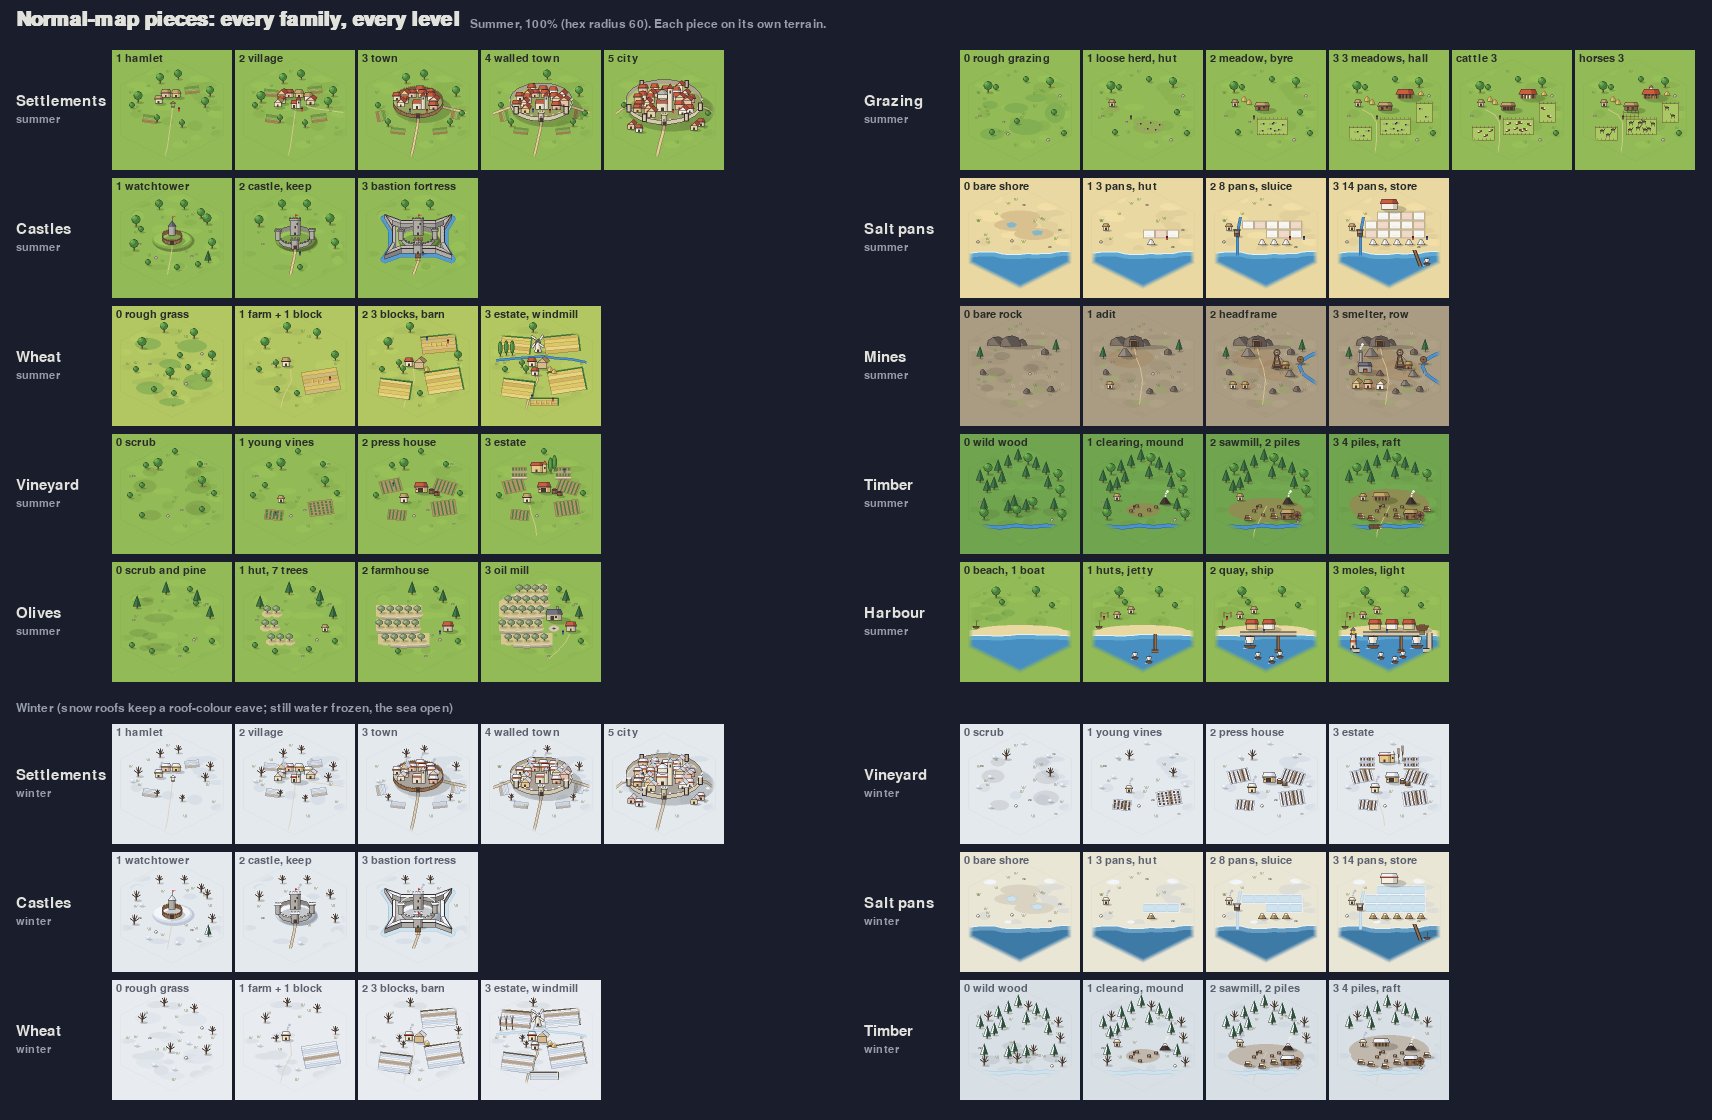 Normal-map pieces: every family, every level Summer, 100% (hex radius 60). Each piece on its own terrain.
Settlements
summer
1 hamlet
2 village
3 town
4 walled town
5 city
Grazing
summer
0 rough grazing
1 loose herd, hut
2 meadow, byre
3 3 meadows, hall
cattle 3
horses 3
Castles
summer
1 watchtower
2 castle, keep
3 bastion fortress
Salt pans
summer
0 bare shore
1 3 pans, hut
2 8 pans, sluice
3 14 pans, store
Wheat
summer
0 rough grass
1 farm + 1 block
2 3 blocks, barn
3 estate, windmill
Mines
summer
0 bare rock
1 adit
2 headframe
3 smelter, row
Vineyard
summer
0 scrub
1 young vines
2 press house
3 estate
Timber
summer
0 wild wood
1 clearing, mound
2 sawmill, 2 piles
3 4 piles, raft
Olives
summer
0 scrub and pine
1 hut, 7 trees
2 farmhouse
3 oil mill
Harbour
summer
0 beach, 1 boat
1 huts, jetty
2 quay, ship
3 moles, light
Winter (snow roofs keep a roof-colour eave; still water frozen, the sea open)
Settlements
winter
1 hamlet
2 village
3 town
4 walled town
5 city
Vineyard
winter
0 scrub
1 young vines
2 press house
3 estate
Castles
winter
1 watchtower
2 castle, keep
3 bastion fortress
Salt pans
winter
0 bare shore
1 3 pans, hut
2 8 pans, sluice
3 14 pans, store
Wheat
winter
0 rough grass
1 farm + 1 block
2 3 blocks, barn
3 estate, windmill
Timber
winter
0 wild wood
1 clearing, mound
2 sawmill, 2 piles
3 4 piles, raft